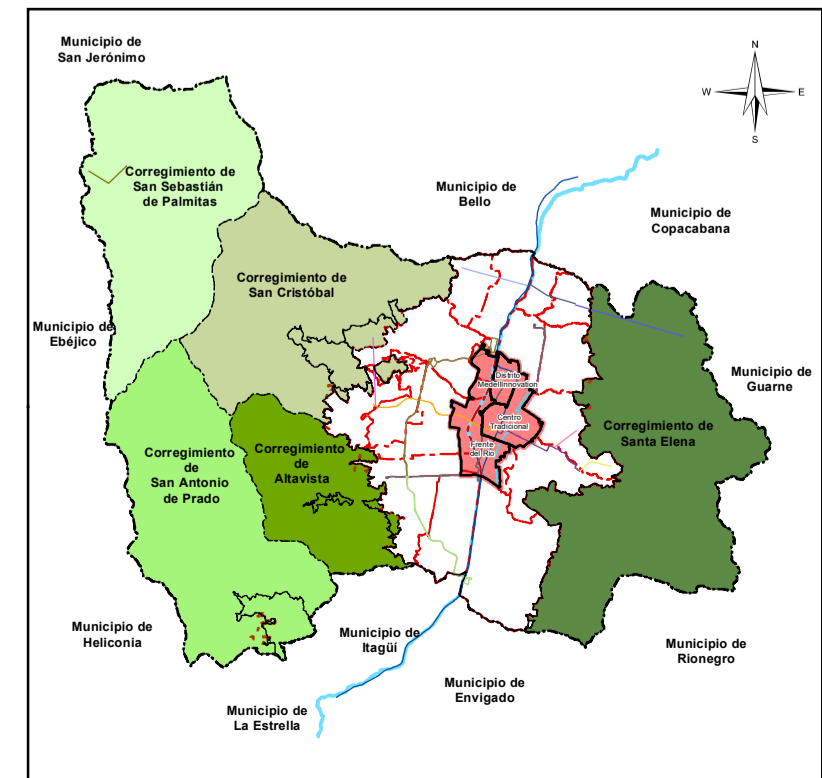 Municipio de
San Jerónimo
N
W
E
S
Corregimiento de
San Sebastián
de Palmitas
Municipio de
Bello
Municipio de
Copacabana
Corregimiento de
San Cristóbal
Municipio de
Ebéjico
Municipio de
Guarne
Distrito
Medellinnovation
Centro
Tradicional
Frente
del Río
Corregimiento de
Santa Elena
Corregimiento
de
San Antonio
de Prado
Corregimiento
de
Altavista
Municipio de
Heliconia
Municipio de
Itagüí
Municipio de
Rionegro
Municipio de
Envigado
Municipio de
La Estrella